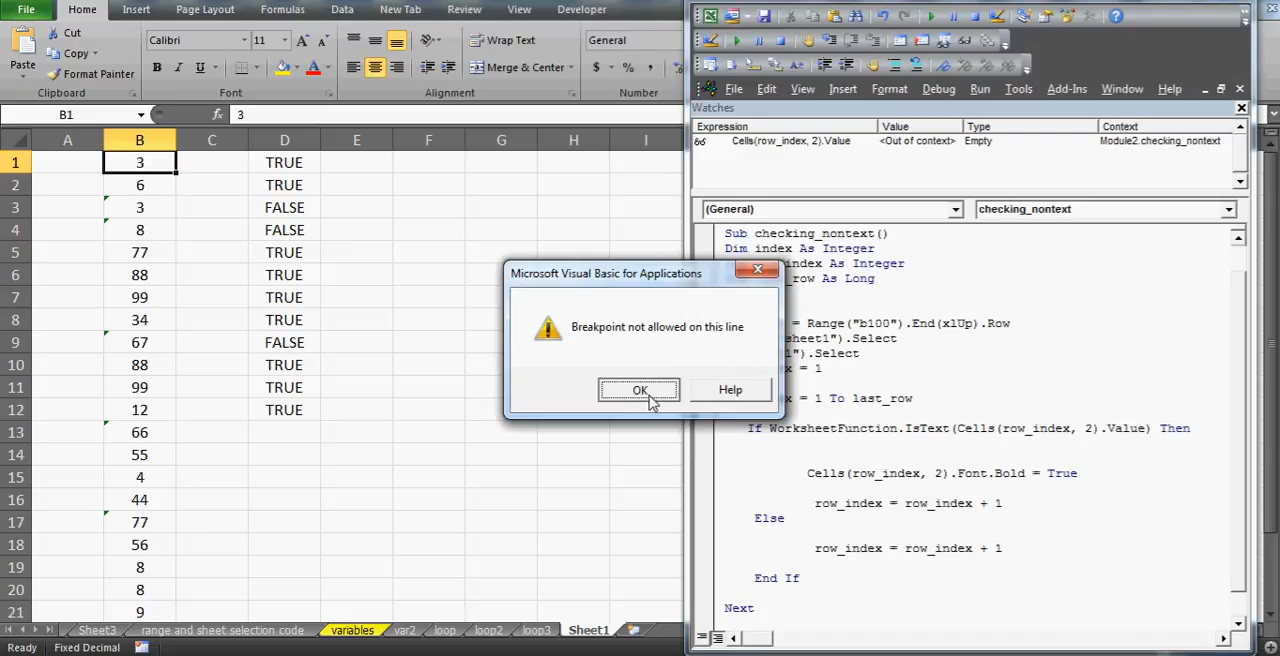 File Home Insert Page Layout Formulas Data New Tab Review View Developer
Cut
Copy
Format Painter
Paste
Clipboard
Calibri 11
B I U
Font
Wrap Text
Merge & Center
Alignment
General
$ % ,
Number
B1 fx 3
A B C D E F G H I
1 3 TRUE
2 6 TRUE
3 3 FALSE
4 8 FALSE
5 77 TRUE
6 88 TRUE
7 99 TRUE
8 34 TRUE
9 67 FALSE
10 88 TRUE
11 99 TRUE
12 12 TRUE
13 66
14 55
15 4
16 44
17 77
18 56
19 8
20 8
21 9
Sheet3 range and sheet selection code variables var2 loop loop2 loop3 Sheet1
Ready Fixed Decimal
File Edit View Insert Format Debug Run Tools Add-Ins Window Help
Watches
Expression Value Type Context
Cells(row_index, 2).Value <Out of context> Empty Module2.checking_nontext
(General) checking_nontext
Sub checking_nontext()
Dim index As Integer
index As Integer
row As Long
= Range("b100").End(xlUp).Row
sheet1").Select
1").Select
x = 1
x = 1 To last_row
If WorksheetFunction.IsText(Cells(row_index, 2).Value) Then
Cells(row_index, 2).Font.Bold = True
row_index = row_index + 1
Else
row_index = row_index + 1
End If
Next
Microsoft Visual Basic for Applications
Breakpoint not allowed on this line
OK Help